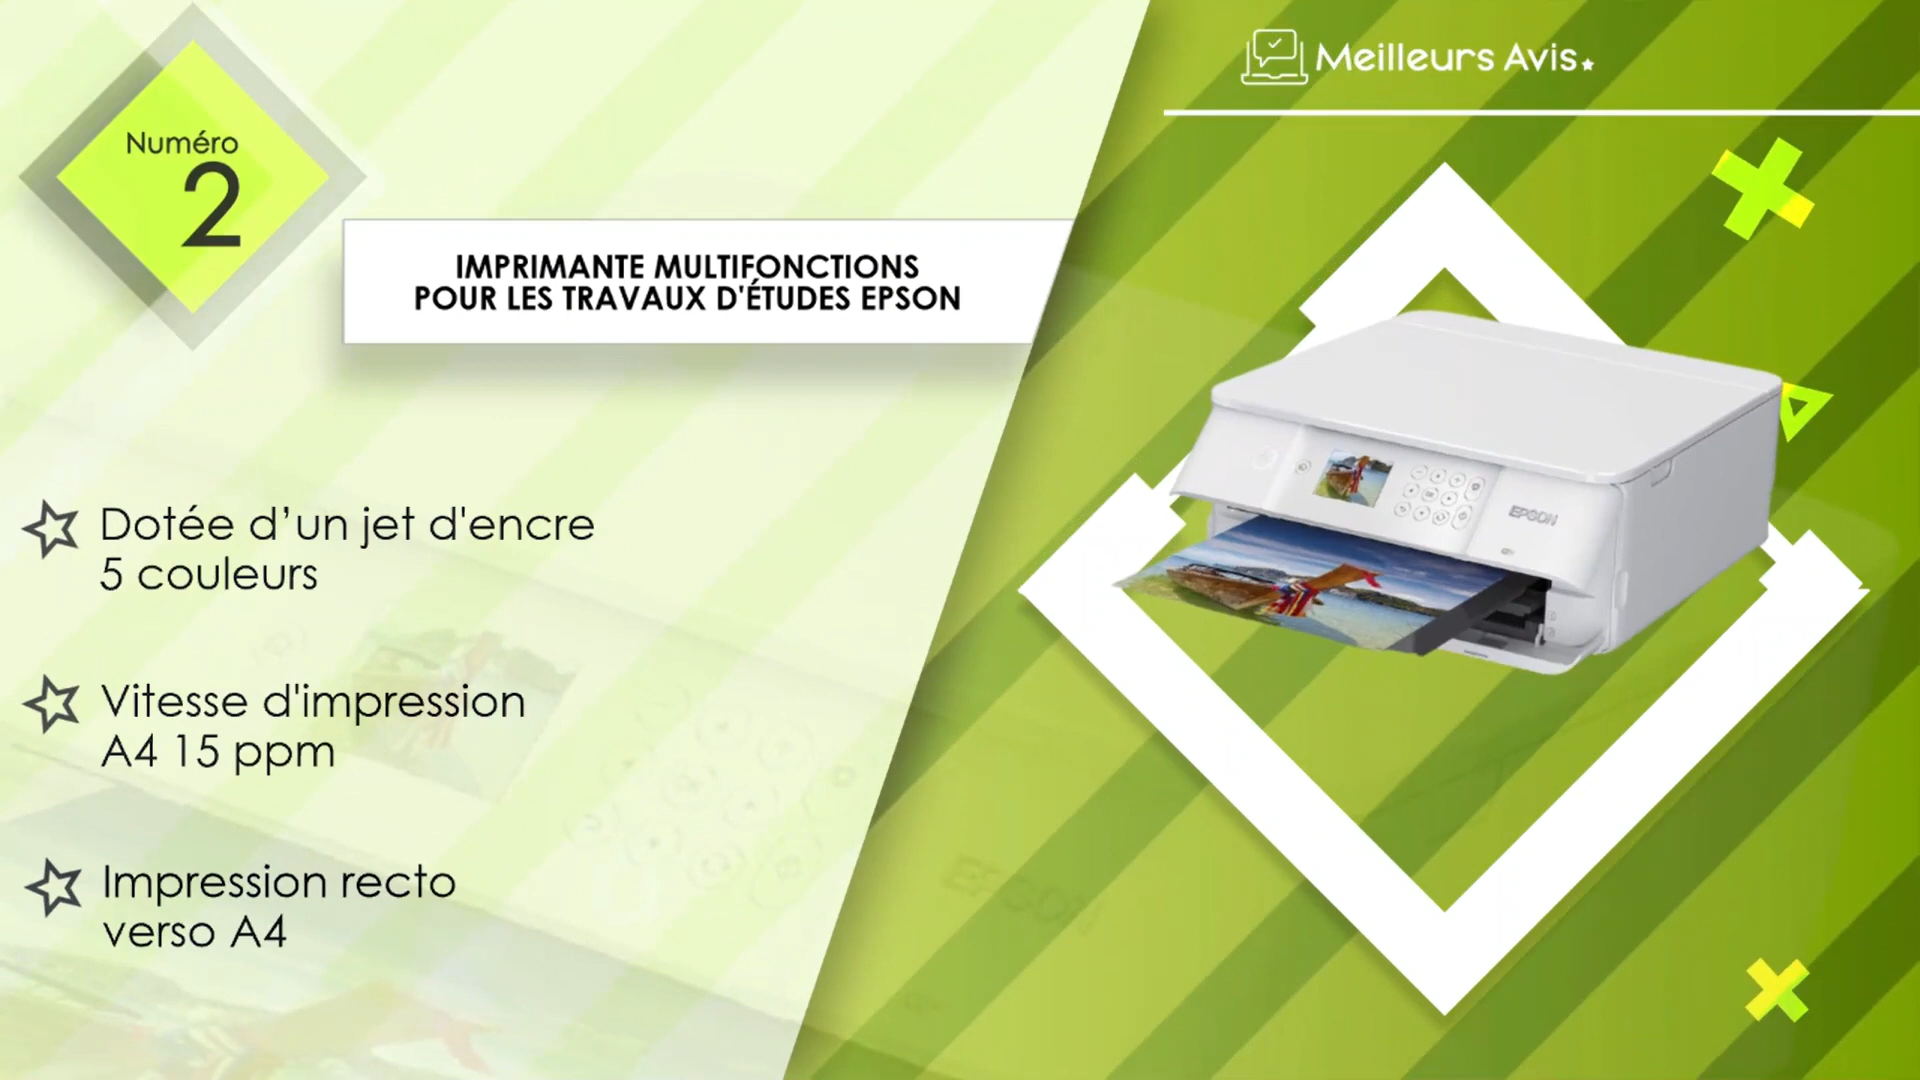 Meilleurs Avis
Numéro
2
IMPRIMANTE MULTIFONCTIONS
POUR LES TRAVAUX D'ÉTUDES EPSON
Dotée d’un jet d'encre
5 couleurs
Vitesse d'impression
A4 15 ppm
Impression recto
verso A4
EPSON
EPSON